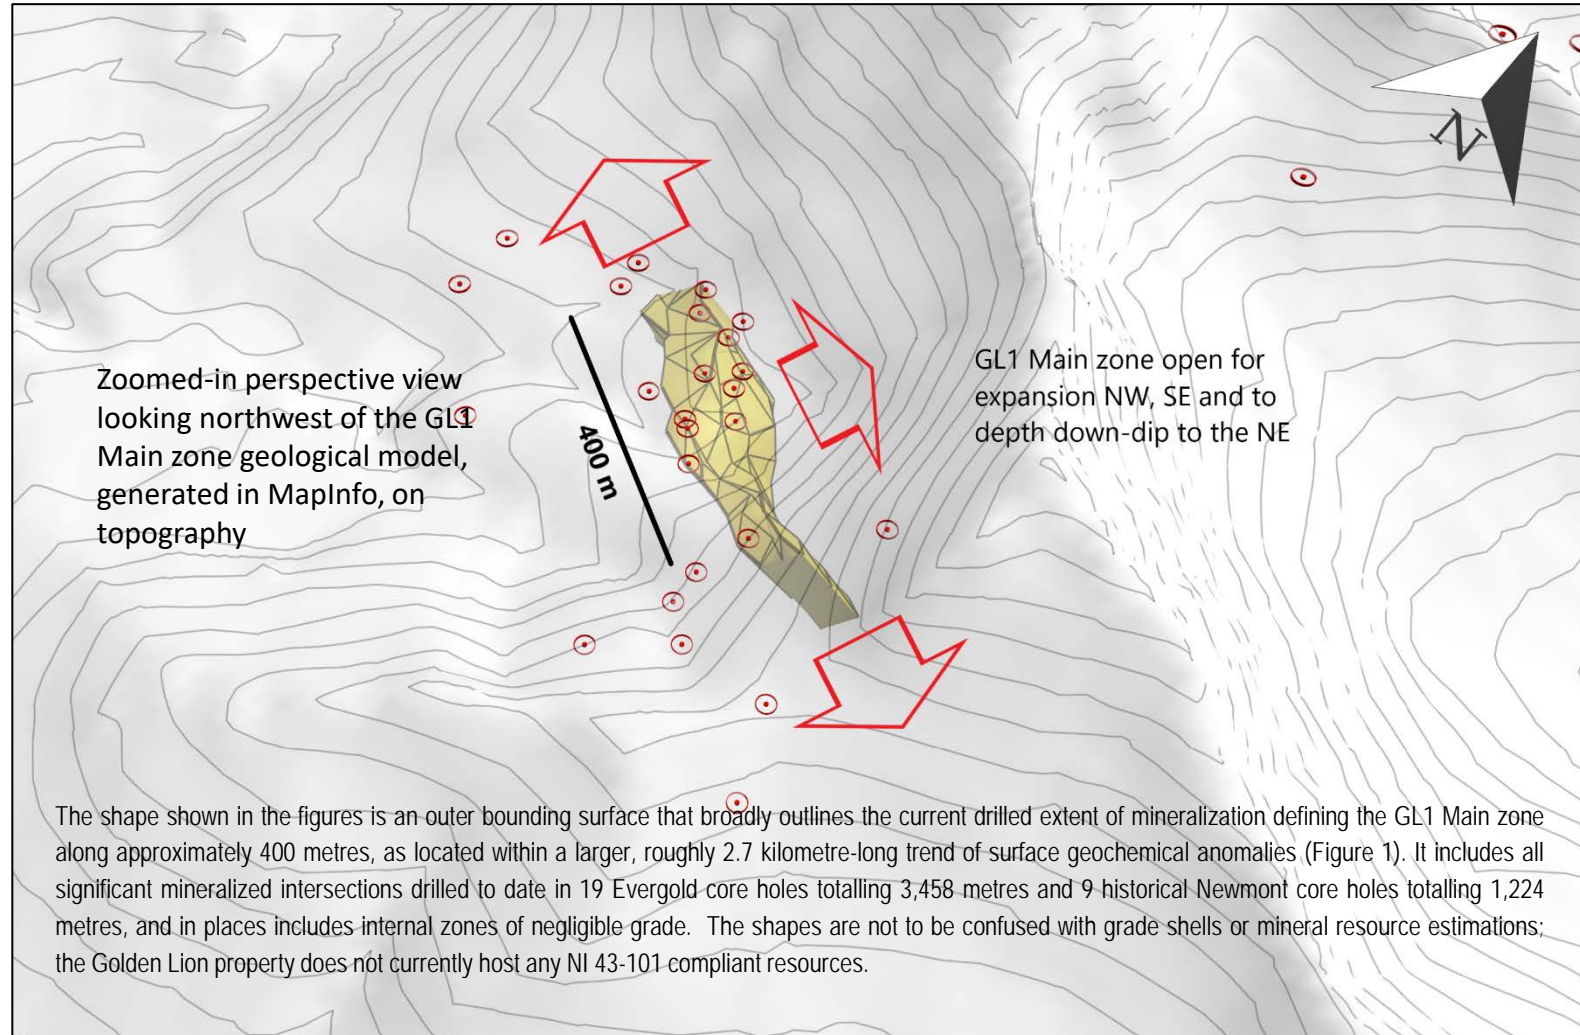 N
Zoomed-in perspective view
looking northwest of the GL1
Main zone geological model,
generated in MapInfo, on
topography
400 m
GL1 Main zone open for
expansion NW, SE and to
depth down-dip to the NE
The shape shown in the figures is an outer bounding surface that broadly outlines the current drilled extent of mineralization defining the GL1 Main zone
along approximately 400 metres, as located within a larger, roughly 2.7 kilometre-long trend of surface geochemical anomalies (Figure 1). It includes all
significant mineralized intersections drilled to date in 19 Evergold core holes totalling 3,458 metres and 9 historical Newmont core holes totalling 1,224
metres, and in places includes internal zones of negligible grade. The shapes are not to be confused with grade shells or mineral resource estimations;
the Golden Lion property does not currently host any NI 43-101 compliant resources.